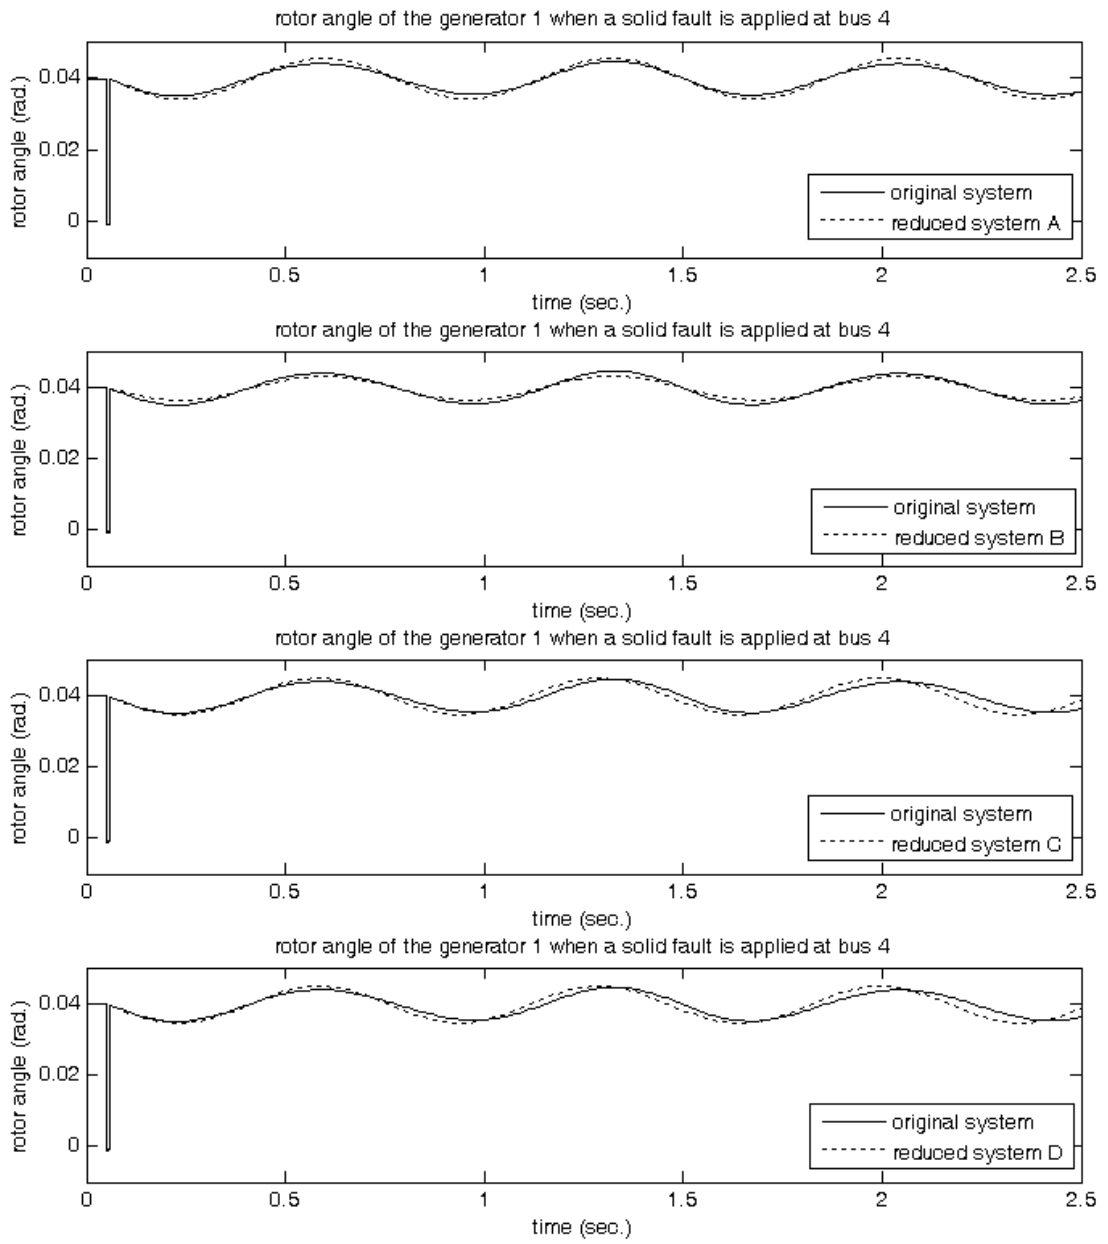 rotor angle of the generator 1 when a solid fault is applied at bus 4
rotor angle (rad.)
0.04
0.02
0
original system
reduced system A
0
0.5
1
1.5
2
2.5
time (sec.)
rotor angle of the generator 1 when a solid fault is applied at bus 4
rotor angle (rad.)
0.04
0.02
0
original system
reduced system B
0
0.5
1
1.5
2
2.5
time (sec.)
rotor angle of the generator 1 when a solid fault is applied at bus 4
rotor angle (rad.)
0.04
0.02
0
original system
reduced system C
0
0.5
1
1.5
2
2.5
time (sec.)
rotor angle of the generator 1 when a solid fault is applied at bus 4
rotor angle (rad.)
0.04
0.02
0
original system
reduced system D
0
0.5
1
1.5
2
2.5
time (sec.)